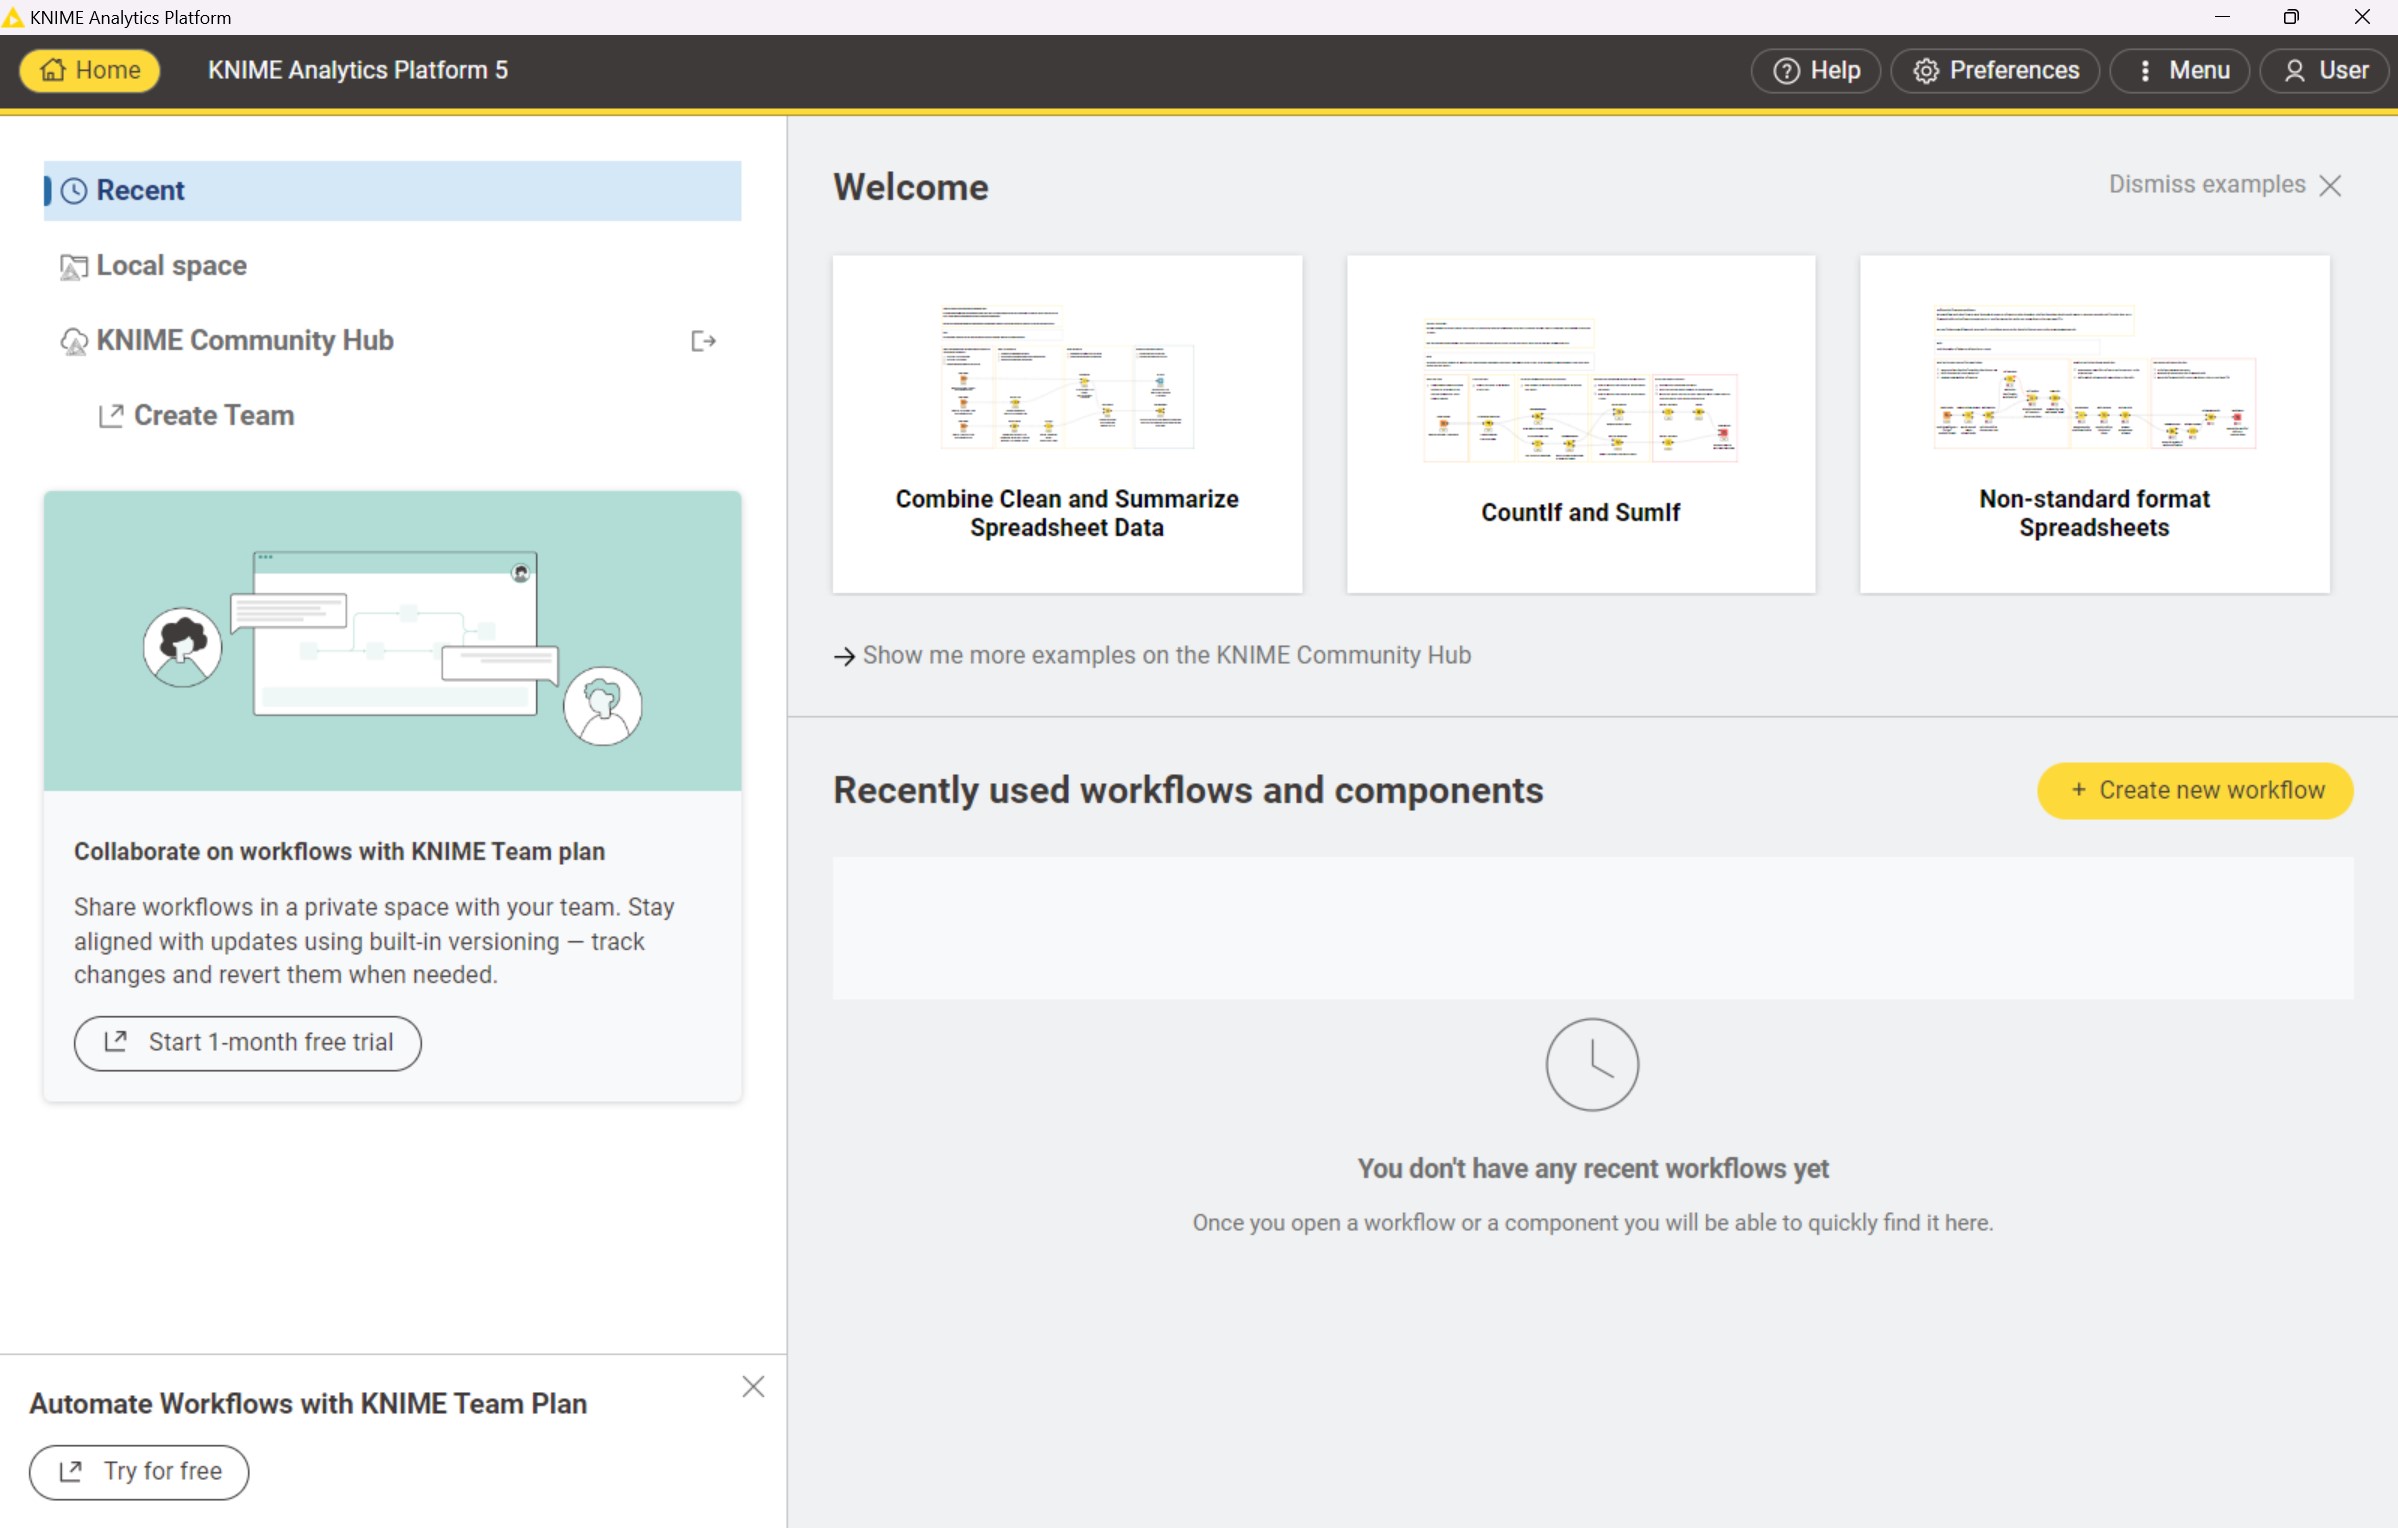 KNIME Analytics Platform
Home
KNIME Analytics Platform 5
Help
Preferences
Menu
User
Recent
Local space
KNIME Community Hub
Create Team
Collaborate on workflows with KNIME Team plan
Share workflows in a private space with your team. Stay
aligned with updates using built-in versioning — track
changes and revert them when needed.
Start 1-month free trial
Automate Workflows with KNIME Team Plan
Try for free
Welcome
Dismiss examples
Combine Clean and Summarize
Spreadsheet Data
CountIf and SumIf
Non-standard format
Spreadsheets
Show me more examples on the KNIME Community Hub
Recently used workflows and components
+ Create new workflow
You don't have any recent workflows yet
Once you open a workflow or a component you will be able to quickly find it here.